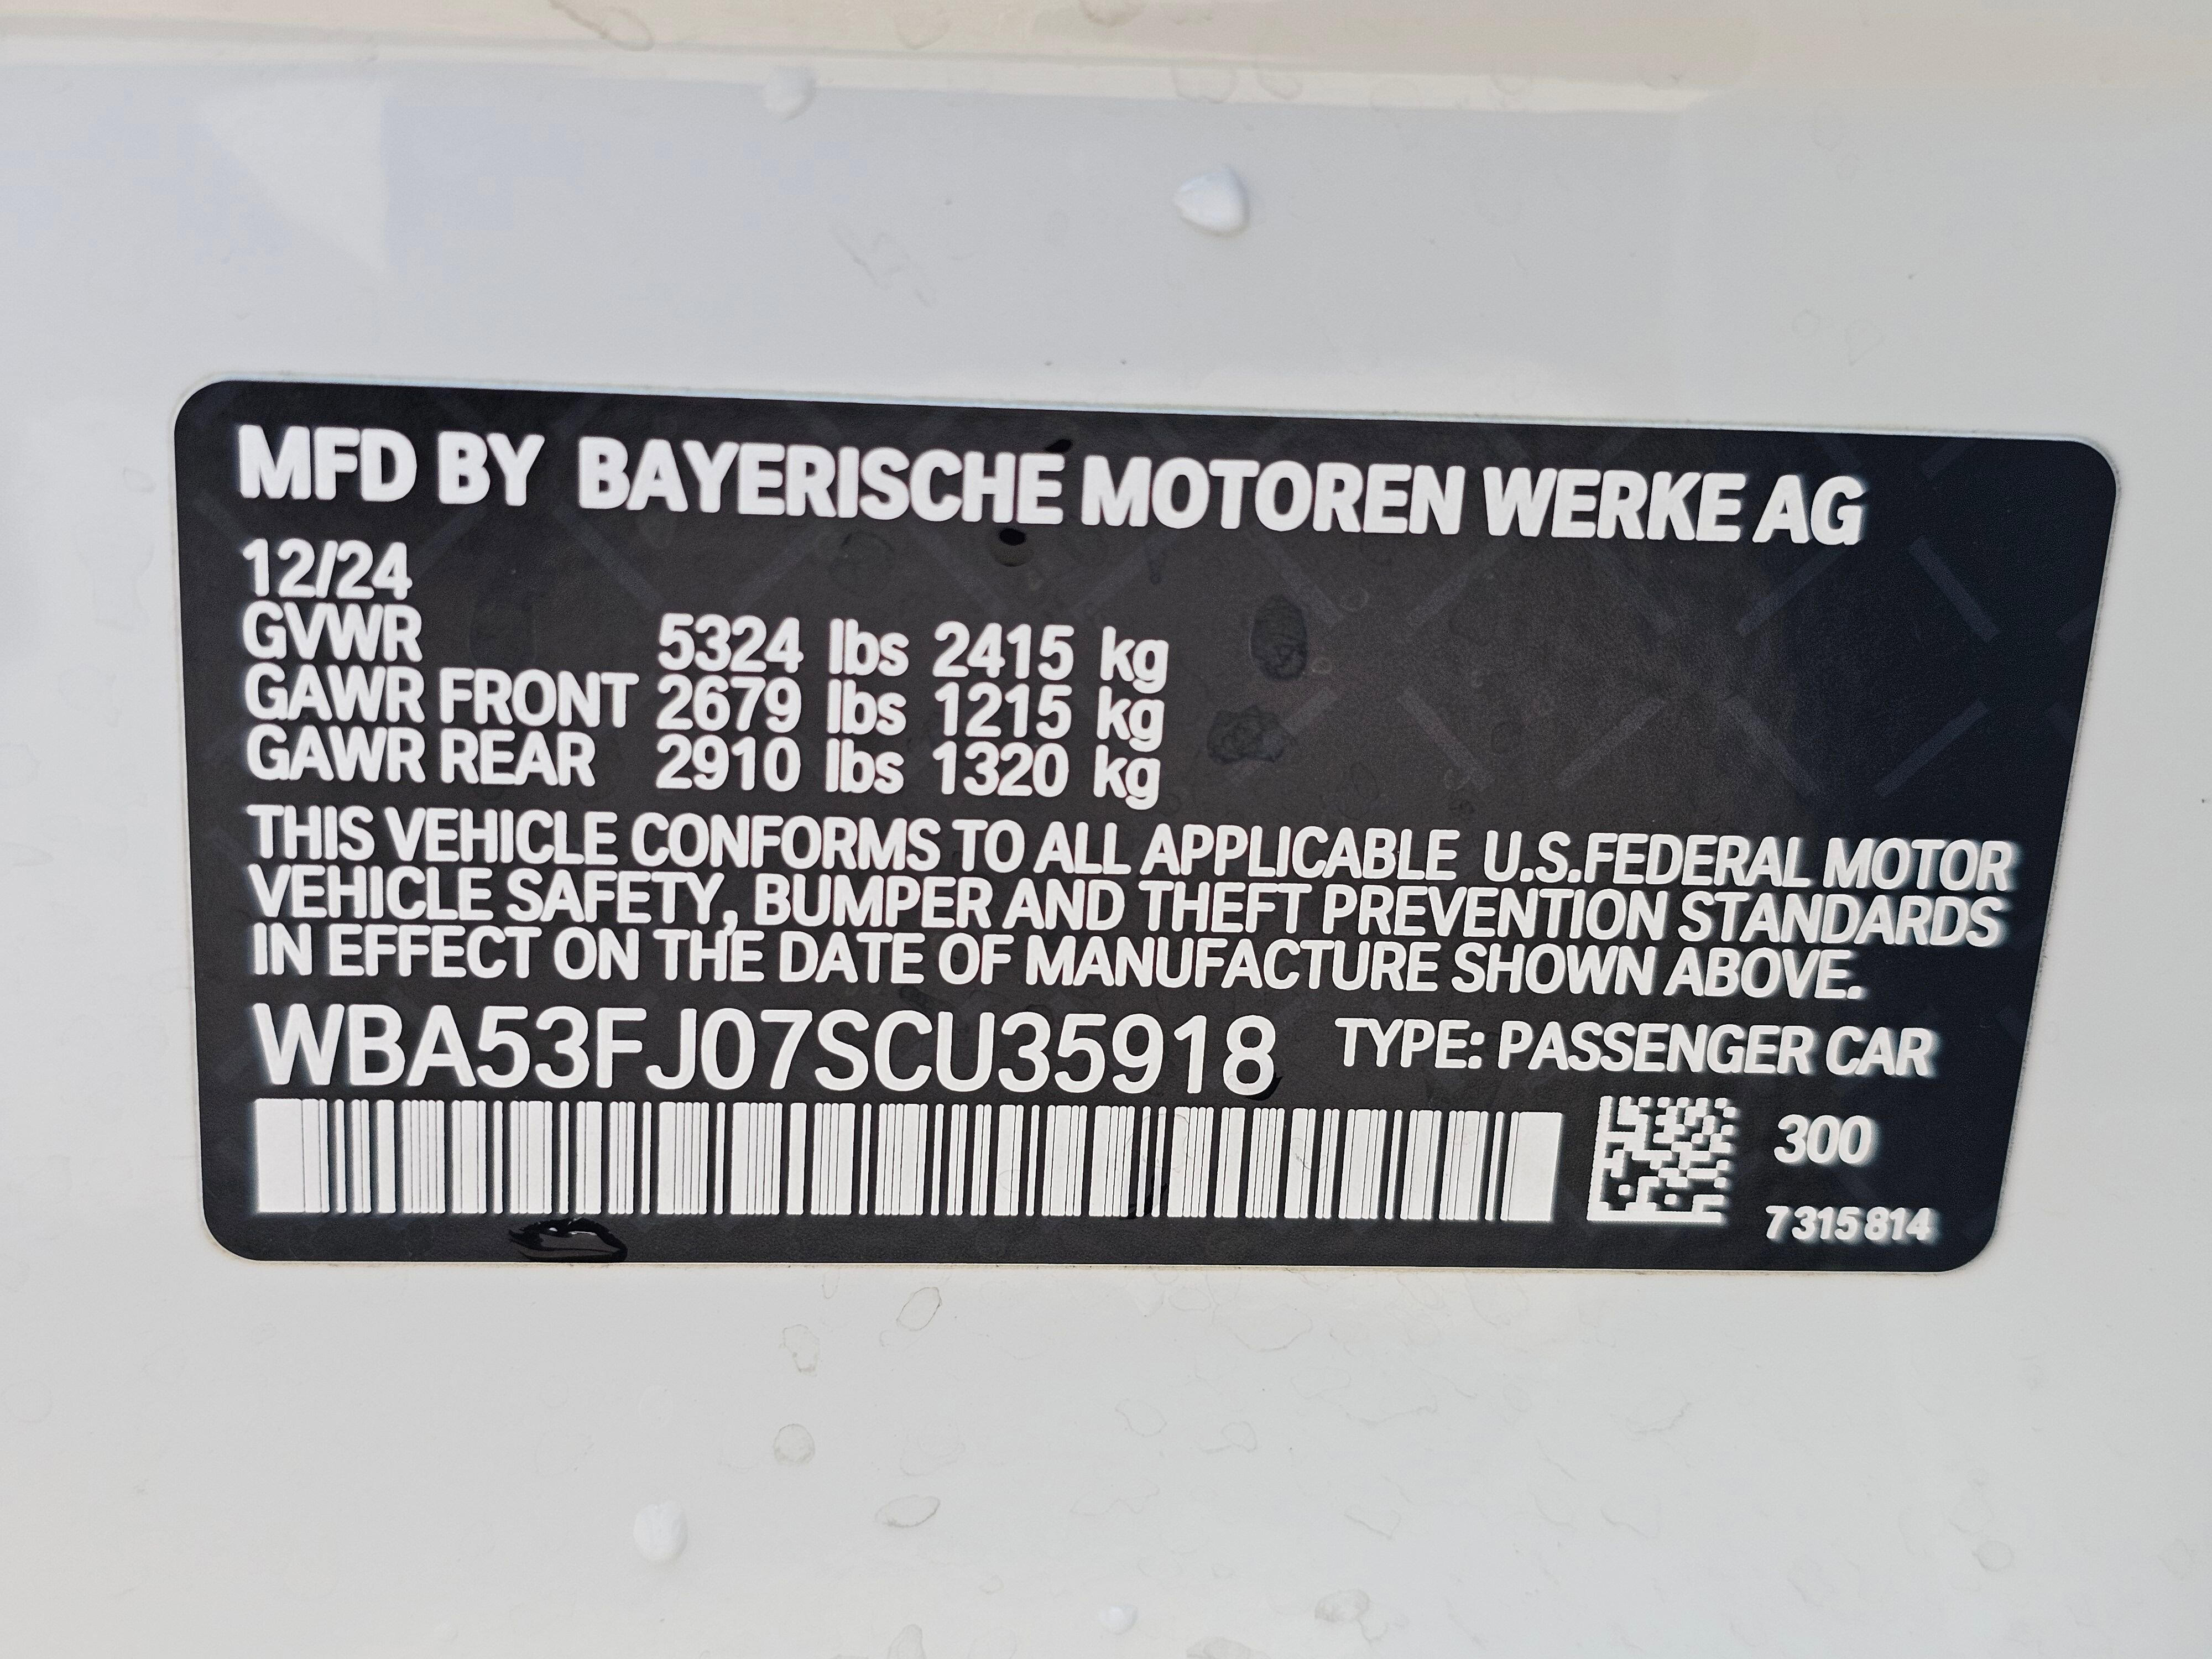 MFD BY BAYERISCHE MOTOREN WERKE AG
12/24
GVWR 5324 lbs 2415 kg
GAWR FRONT 2679 lbs 1215 kg
GAWR REAR 2910 lbs 1320 kg
THIS VEHICLE CONFORMS TO ALL APPLICABLE U.S.FEDERAL MOTOR
VEHICLE SAFETY, BUMPER AND THEFT PREVENTION STANDARDS
IN EFFECT ON THE DATE OF MANUFACTURE SHOWN ABOVE.
WBA53FJ07SCU35918 TYPE: PASSENGER CAR
300
7315814